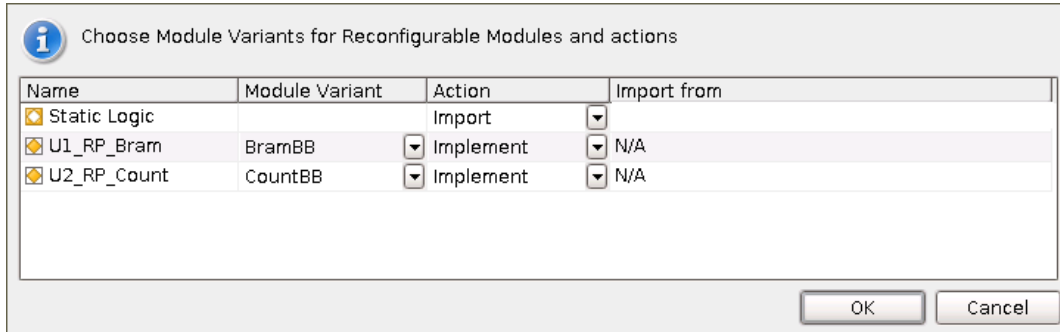 Choose Module Variants for Reconfigurable Modules and actions
Name Module Variant Action Import from
Static Logic Import
U1_RP_Bram BramBB Implement N/A
U2_RP_Count CountBB Implement N/A
OK Cancel